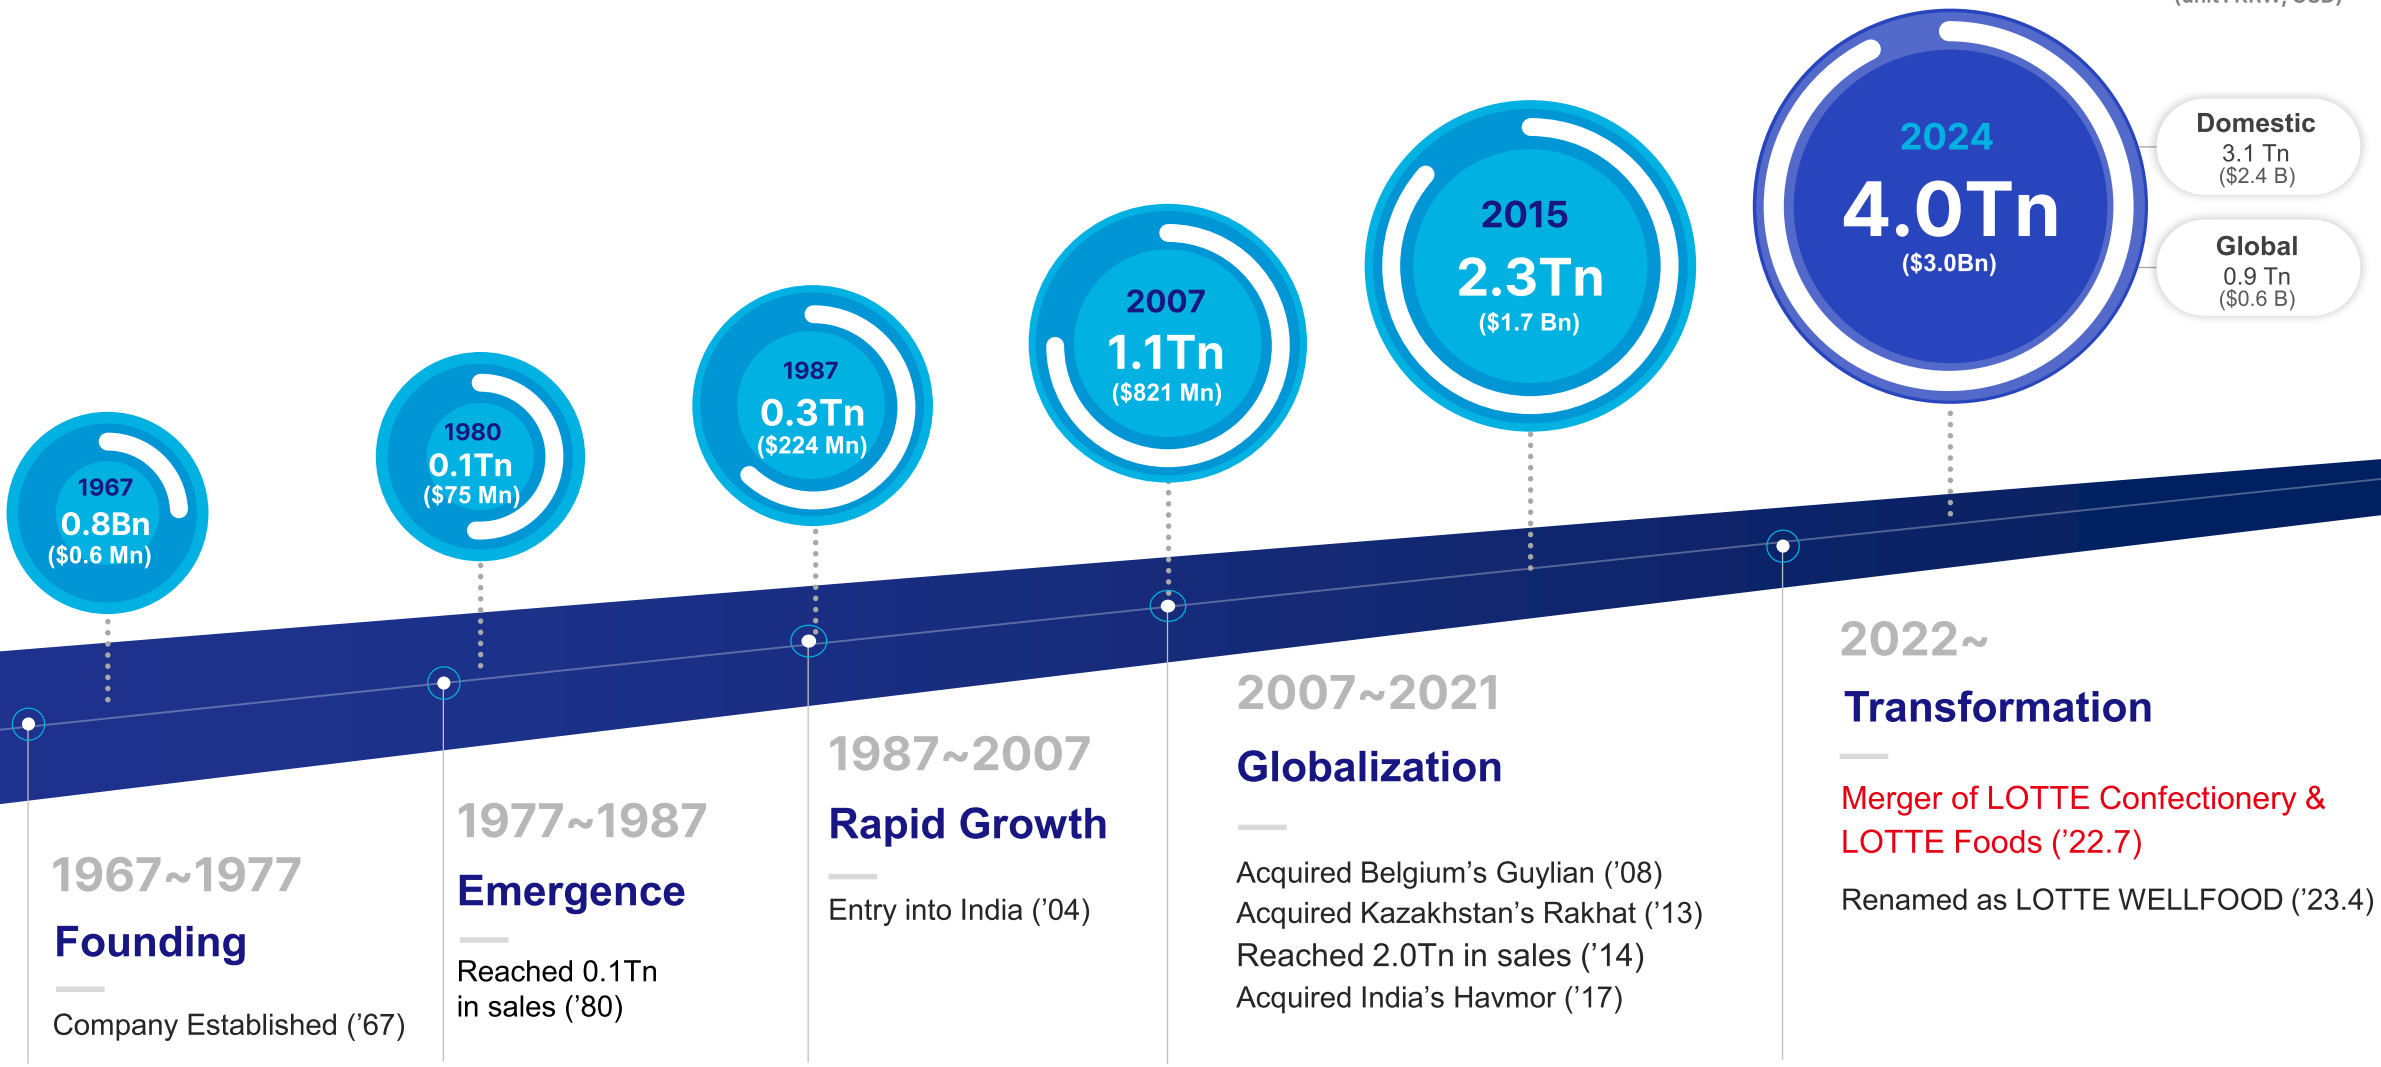 2024
4.0Tn
($3.0Bn)
Domestic
3.1 Tn
($2.4 B)
Global
0.9 Tn
($0.6 B)
2015
2.3Tn
($1.7 Bn)
2007
1.1Tn
($821 Mn)
1987
0.3Tn
($224 Mn)
1980
0.1Tn
($75 Mn)
1967
0.8Bn
($0.6 Mn)
1967~1977
Founding
Company Established (’67)
1977~1987
Emergence
Reached 0.1Tn
in sales (’80)
1987~2007
Rapid Growth
Entry into India (’04)
2007~2021
Globalization
Acquired Belgium’s Guylian (’08)
Acquired Kazakhstan’s Rakhat (’13)
Reached 2.0Tn in sales (’14)
Acquired India’s Havmor (’17)
2022~
Transformation
Merger of LOTTE Confectionery &
LOTTE Foods (’22.7)
Renamed as LOTTE WELLFOOD (’23.4)